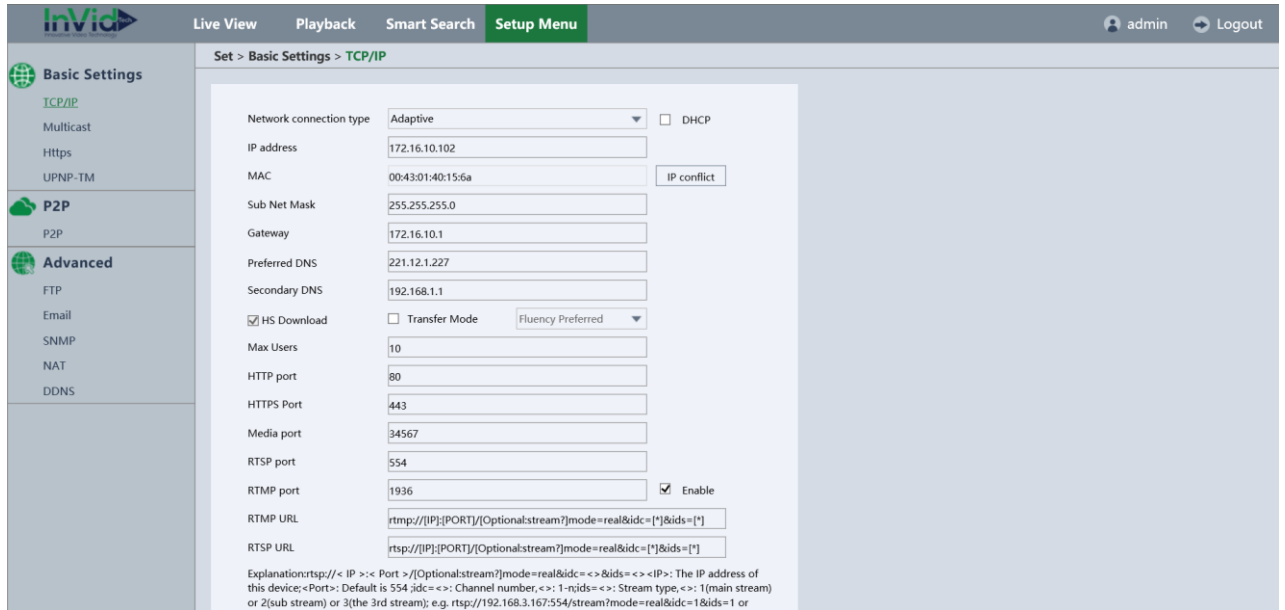 InVid Tech
Innovative Video Technology
Live View Playback Smart Search Setup Menu admin Logout
Set > Basic Settings > TCP/IP
Basic Settings
TCP/IP
Multicast
Https
UPNP-TM
P2P
P2P
Advanced
FTP
Email
SNMP
NAT
DDNS
Network connection type Adaptive DHCP
IP address 172.16.10.102
MAC 00:43:01:40:15:6a IP conflict
Sub Net Mask 255.255.255.0
Gateway 172.16.10.1
Preferred DNS 221.12.1.227
Secondary DNS 192.168.1.1
HS Download Transfer Mode Fluency Preferred
Max Users 10
HTTP port 80
HTTPS Port 443
Media port 34567
RTSP port 554
RTMP port 1936 Enable
RTMP URL rtmp://[IP]:[PORT]/[Optional:stream?]mode=real&idc=[*]&ids=[*]
RTSP URL rtsp://[IP]:[PORT]/[Optional:stream?]mode=real&idc=[*]&ids=[*]
Explanation:rtsp://< IP >:< Port >/[Optional:stream?]mode=real&idc=<>&ids=<><IP>: The IP address of
this device;<Port>: Default is 554 ;idc=<>: Channel number,<>: 1-n;ids=<>: Stream type,<>: 1(main stream)
or 2(sub stream) or 3(the 3rd stream); e.g. rtsp://192.168.3.167:554/stream?mode=real&idc=1&ids=1 or